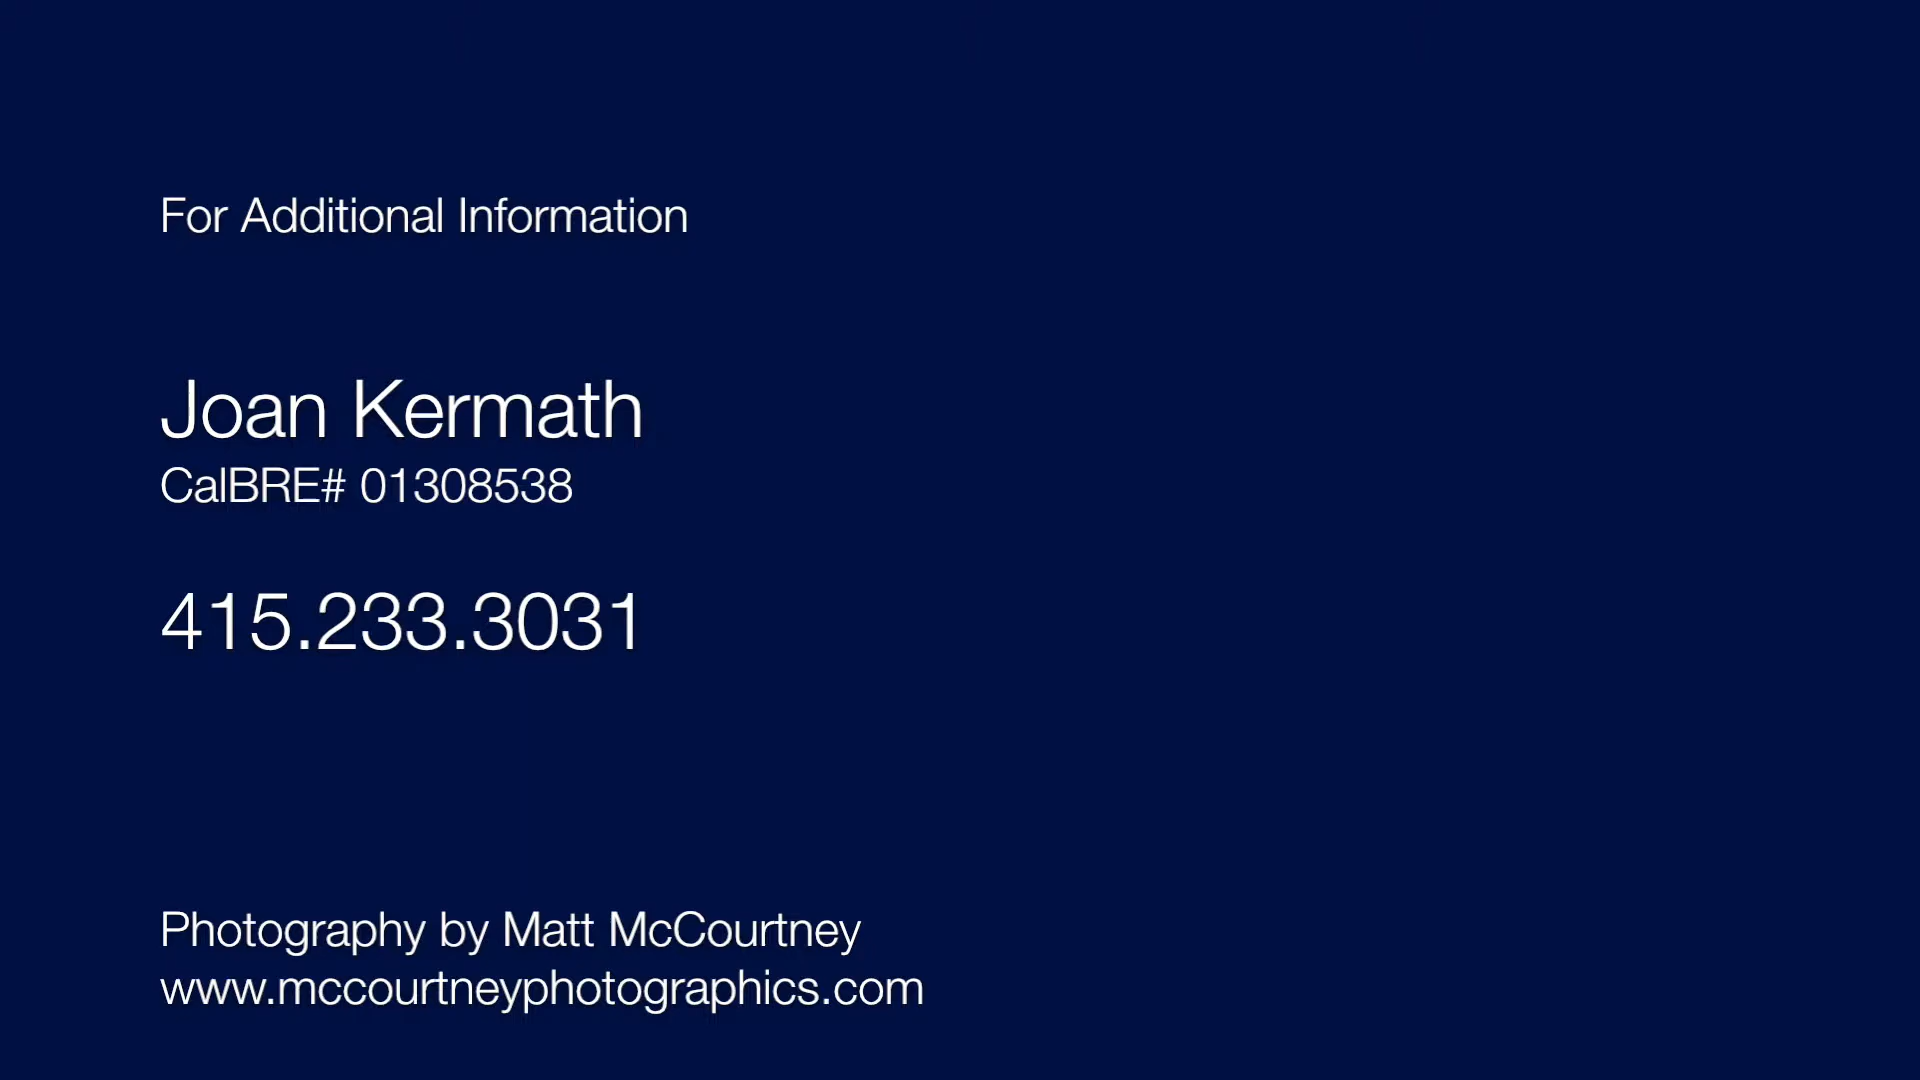 For Additional Information
Joan Kermath
CalBRE# 01308538
415.233.3031
Photography by Matt McCourtney
www.mccourtneyphotographics.com